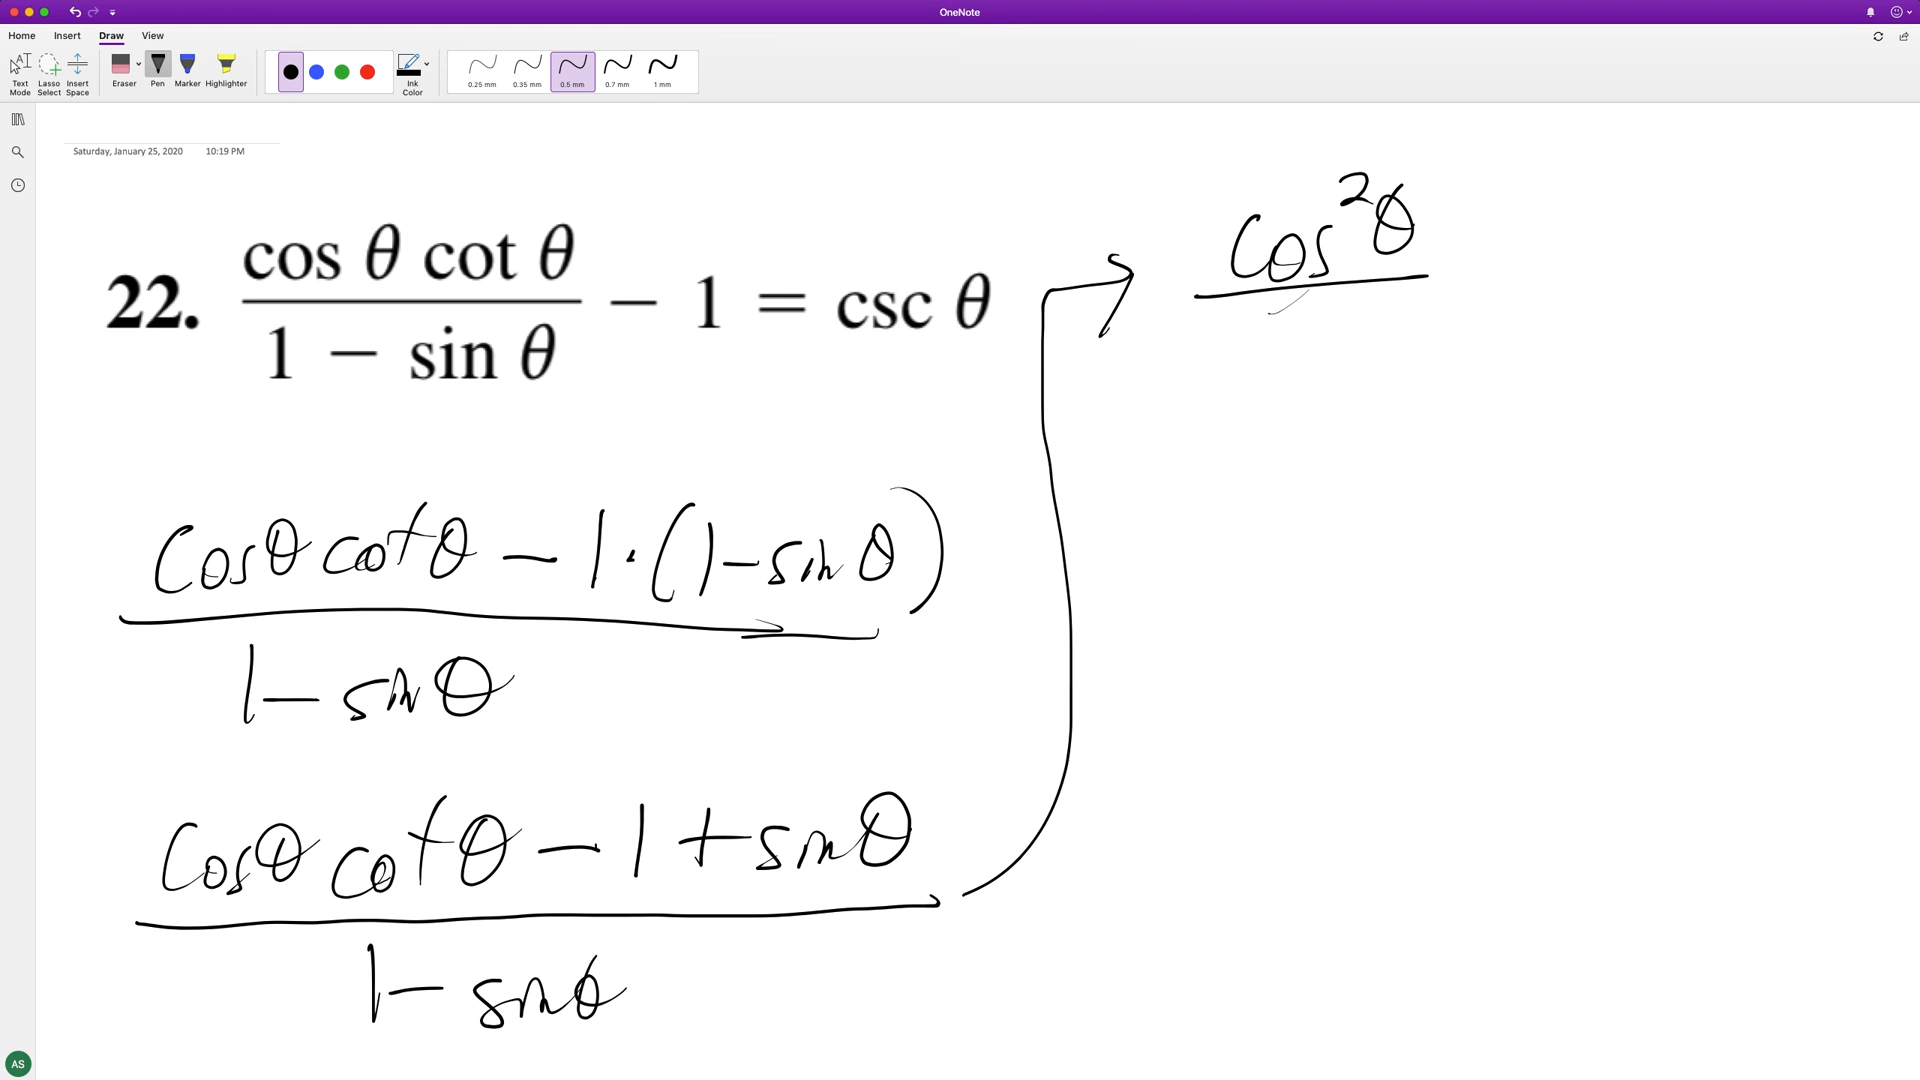 OneNote
Home Insert Draw View
Text Mode Lasso Select Insert Space Eraser Pen Marker Highlighter Ink Color 0.25 mm 0.35 mm 0.5 mm 0.7 mm 1 mm
Saturday, January 25, 2020 10:19 PM
22. cos θ cot θ / 1 − sin θ − 1 = csc θ
cos²θ
cosθ cotθ − 1·(1−sinθ)
1 − sinθ
cosθ cotθ − 1 + sinθ
1 − sinθ
AS